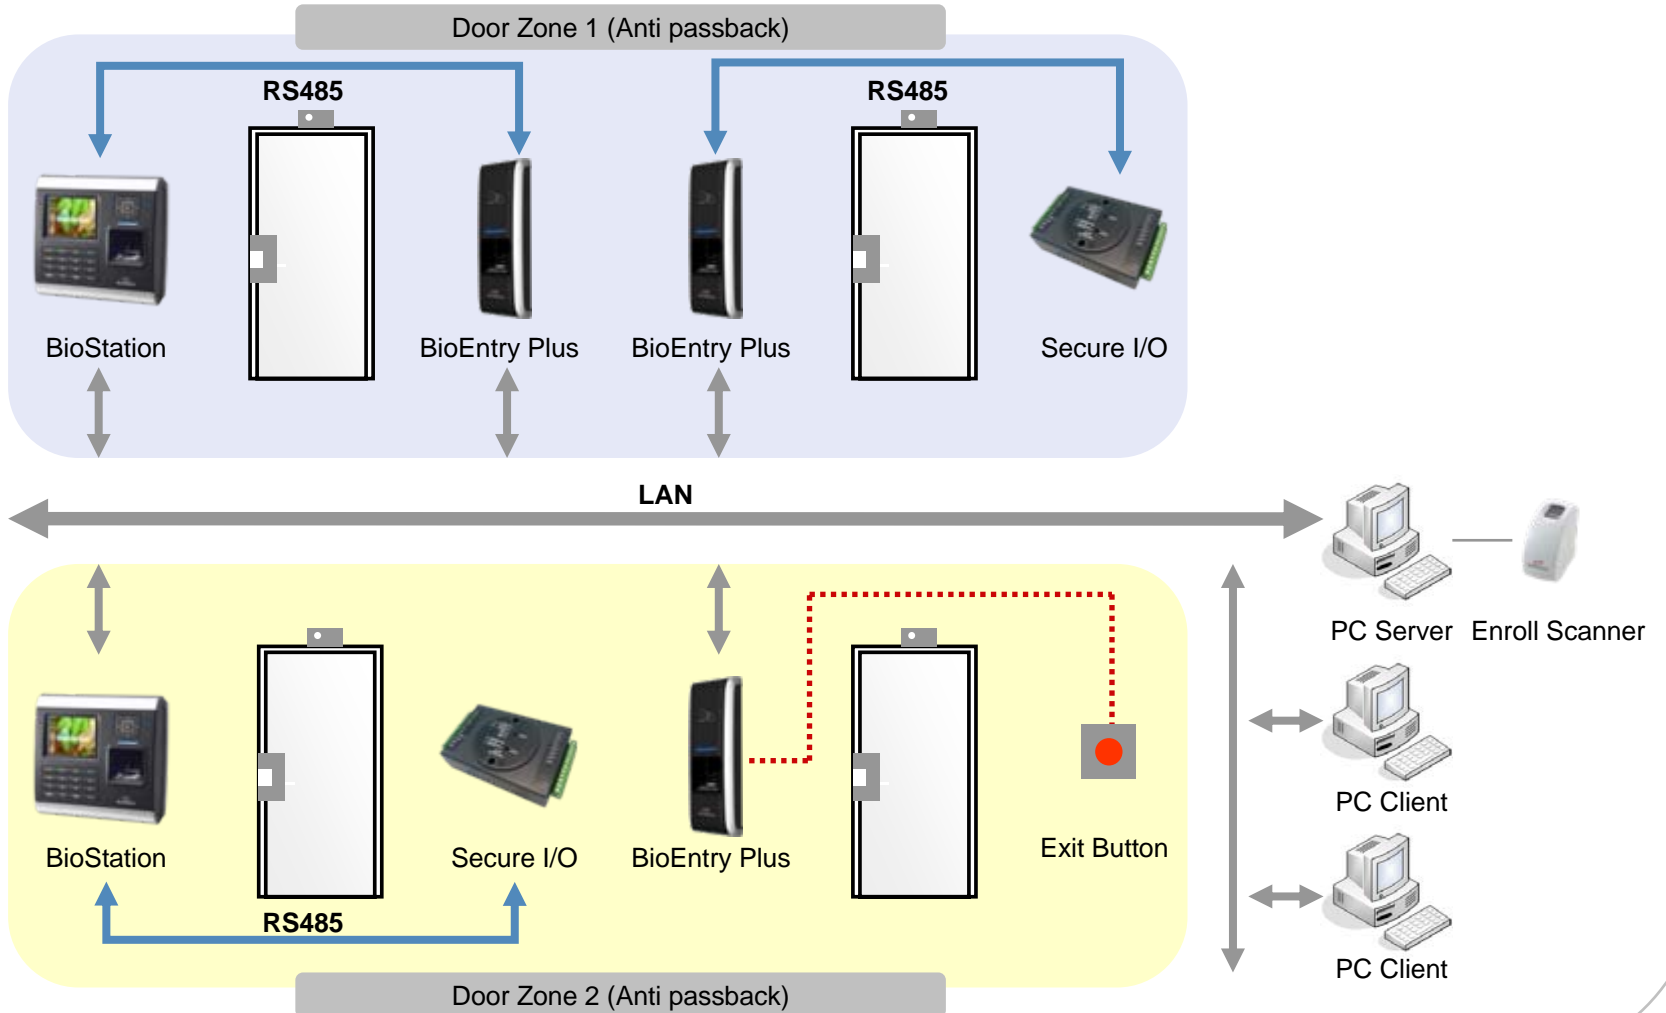 Door Zone 1 (Anti passback)
RS485
RS485
BioStation
BioEntry Plus
BioEntry Plus
Secure I/O
LAN
PC Server
Enroll Scanner
PC Client
BioStation
Secure I/O
BioEntry Plus
Exit Button
RS485
PC Client
Door Zone 2 (Anti passback)